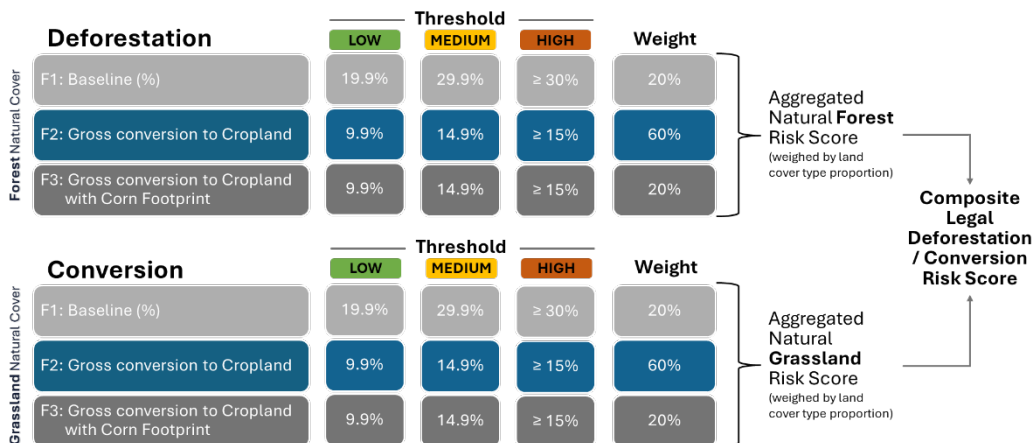 Threshold
Deforestation
LOW MEDIUM HIGH Weight
Forest Natural Cover
F1: Baseline (%) 19.9% 29.9% ≥ 30% 20%
F2: Gross conversion to Cropland 9.9% 14.9% ≥ 15% 60%
F3: Gross conversion to Cropland
with Corn Footprint
9.9% 14.9% ≥ 15% 20%
Aggregated
Natural Forest
Risk Score
(weighed by land
cover type proportion)
Threshold
Conversion
LOW MEDIUM HIGH Weight
Grassland Natural Cover
F1: Baseline (%) 19.9% 29.9% ≥ 30% 20%
F2: Gross conversion to Cropland 9.9% 14.9% ≥ 15% 60%
F3: Gross conversion to Cropland
with Corn Footprint
9.9% 14.9% ≥ 15% 20%
Aggregated
Natural
Grassland
Risk Score
(weighed by land
cover type proportion)
Composite
Legal
Deforestation
/ Conversion
Risk Score